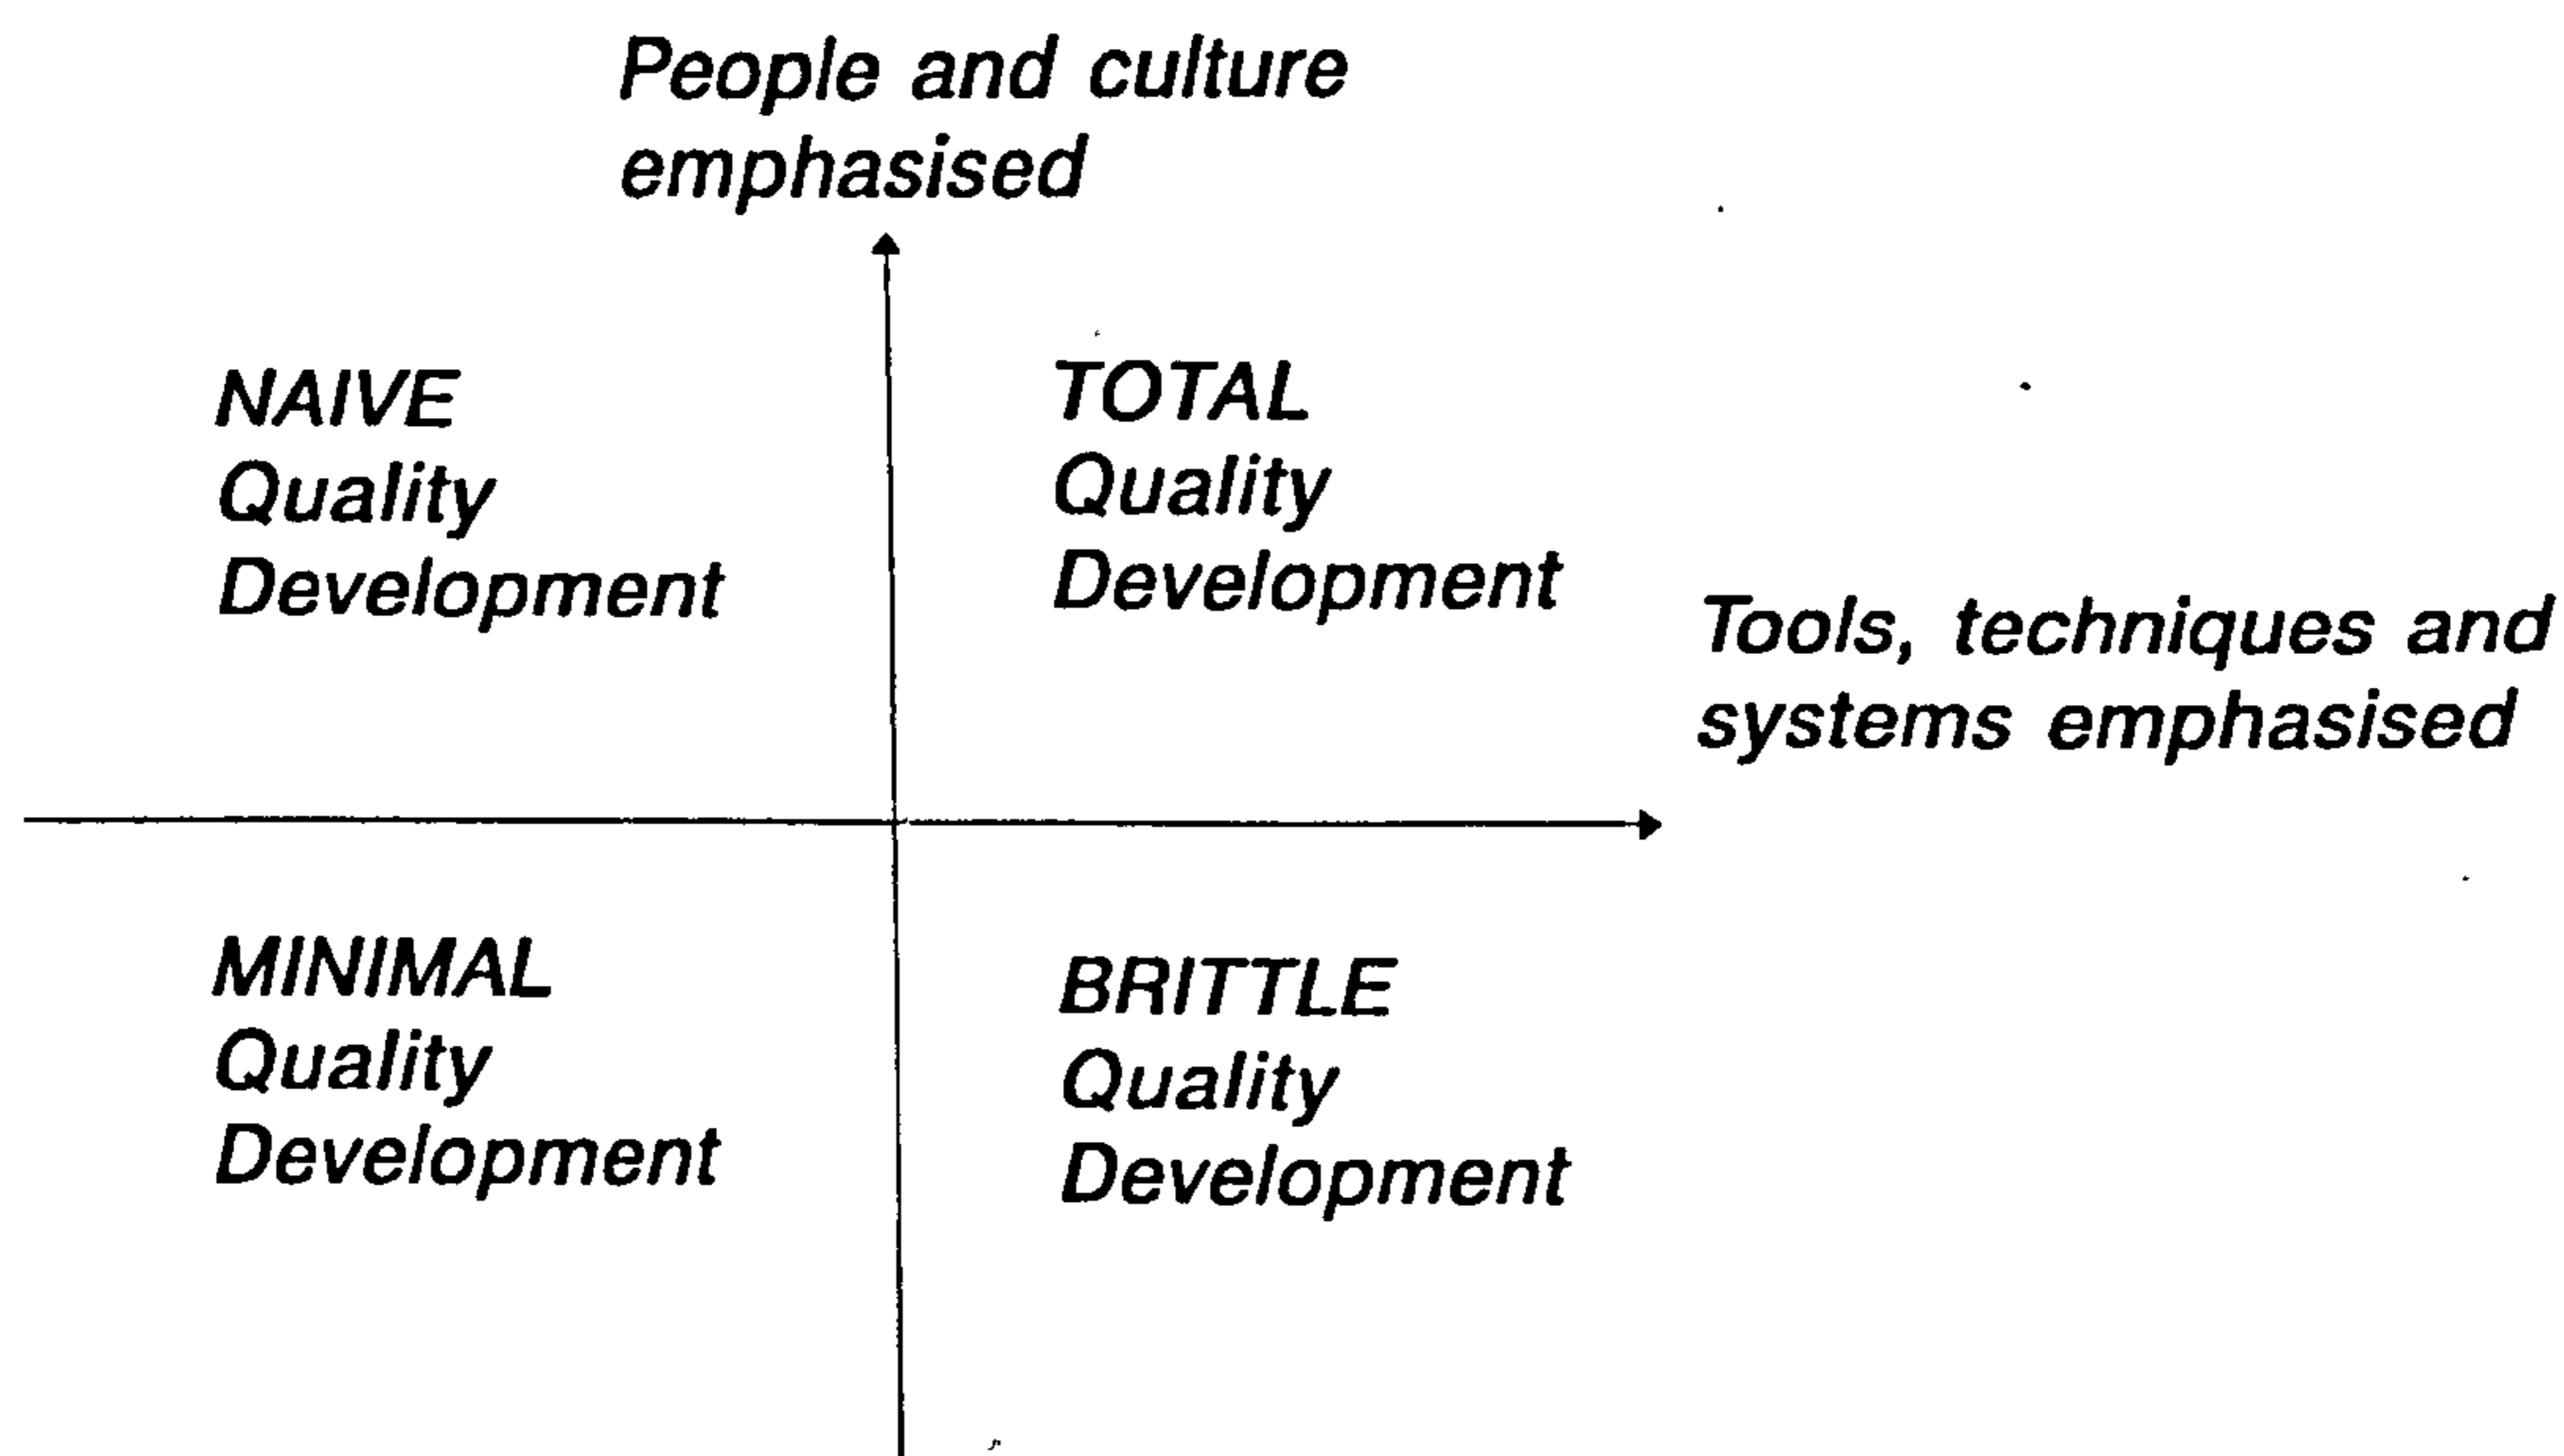 People and culture
emphasised
NAIVE
Quality
Development
TOTAL
Quality
Development
Tools, techniques and
systems emphasised
MINIMAL
Quality
Development
BRITTLE
Quality
Development